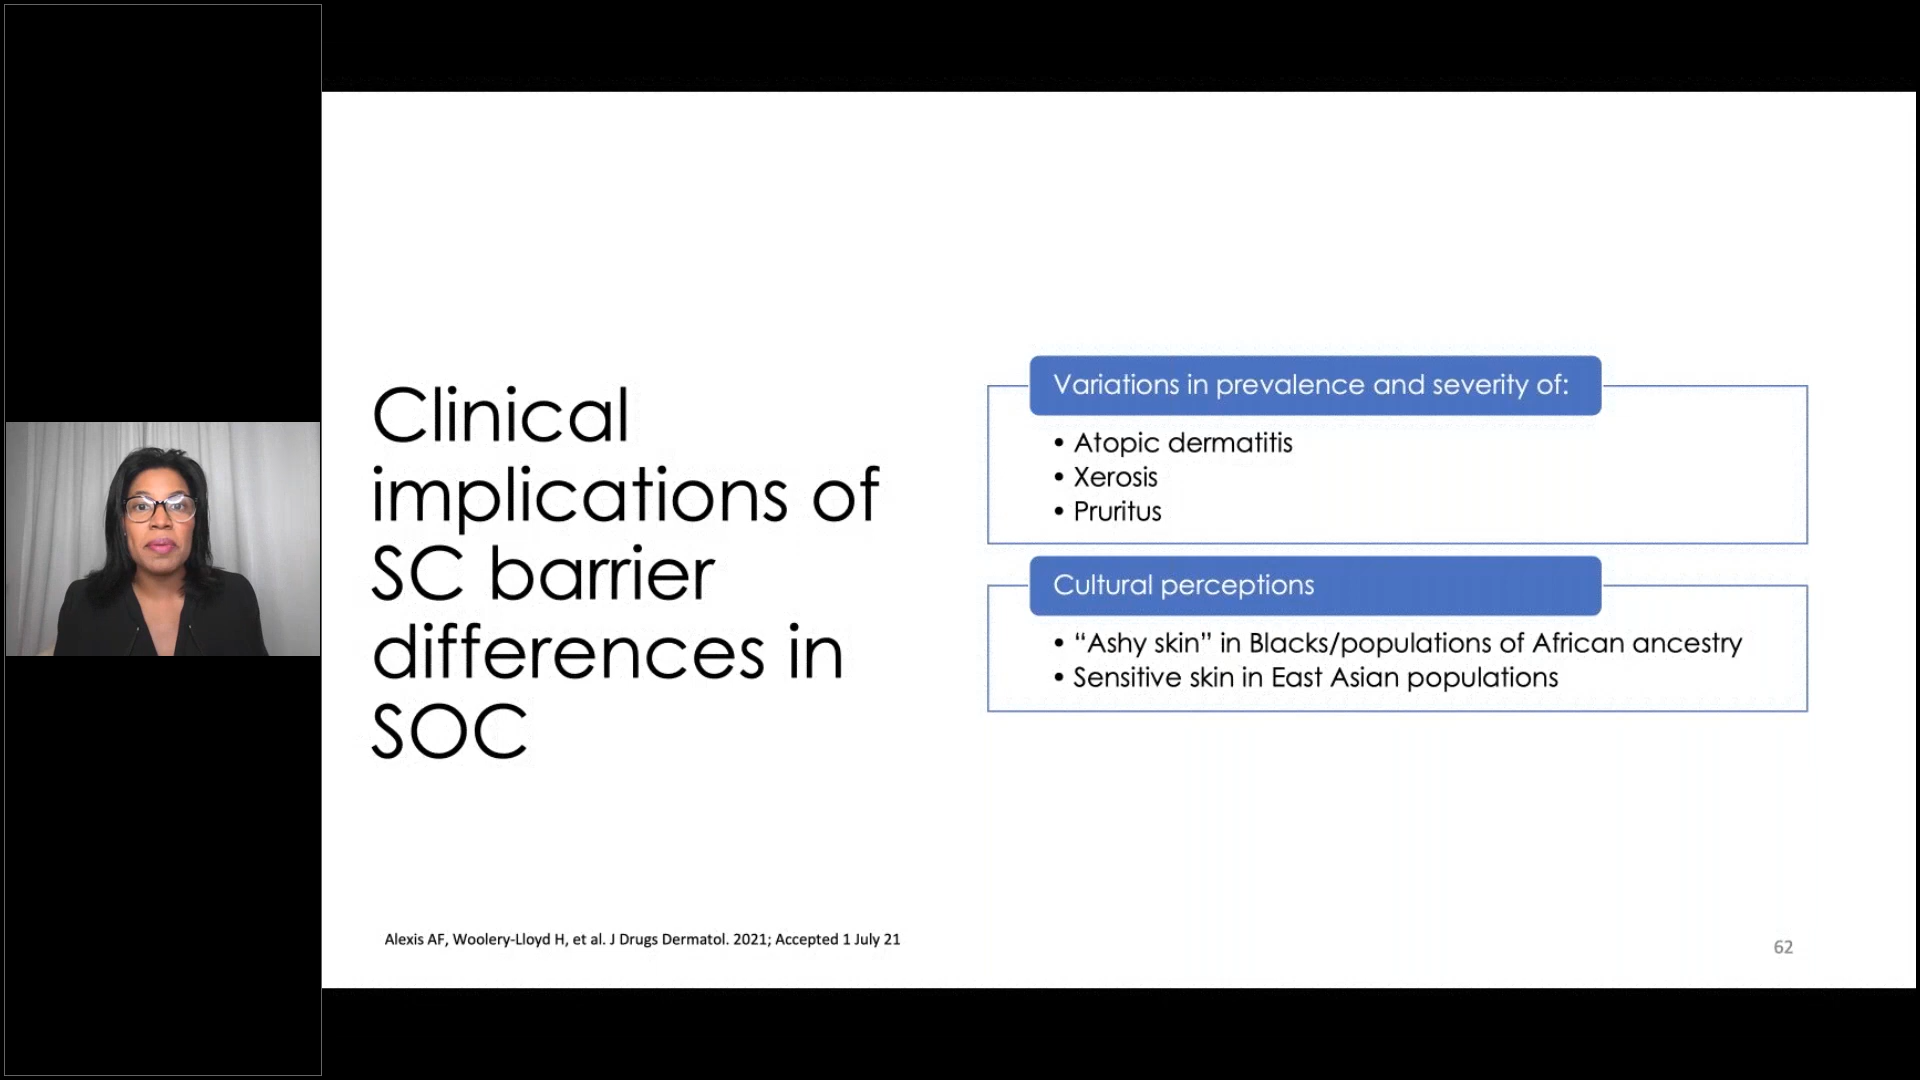 Clinical
implications of
SC barrier
differences in
SOC
Variations in prevalence and severity of:
• Atopic dermatitis
• Xerosis
• Pruritus
Cultural perceptions
• “Ashy skin” in Blacks/populations of African ancestry
• Sensitive skin in East Asian populations
Alexis AF, Woolery-Lloyd H, et al. J Drugs Dermatol. 2021; Accepted 1 July 21
62